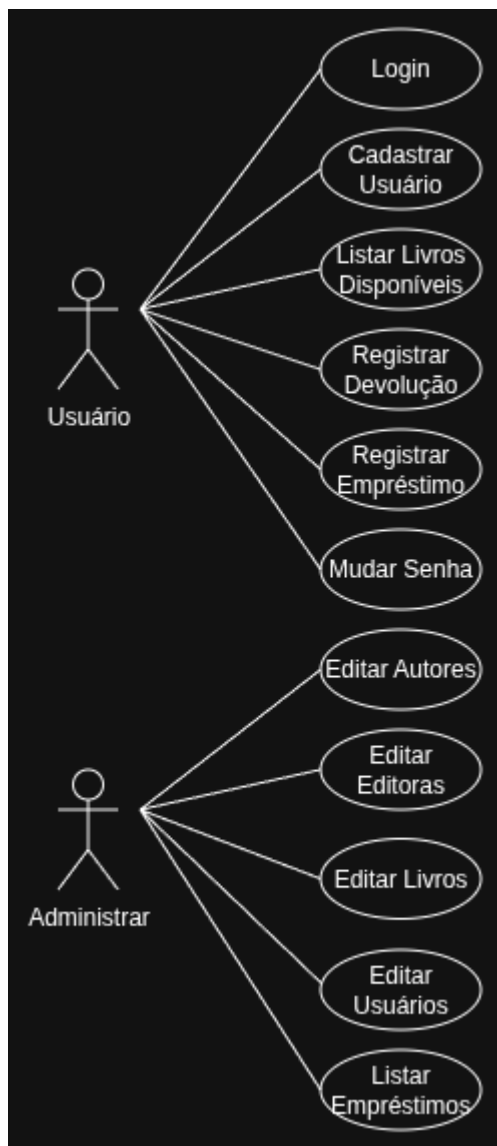 Login
Cadastrar
Usuário
Listar Livros
Disponíveis
Registrar
Devolução
Usuário
Registrar
Empréstimo
Mudar Senha
Editar Autores
Editar
Editoras
Editar Livros
Administrar
Editar
Usuários
Listar
Empréstimos